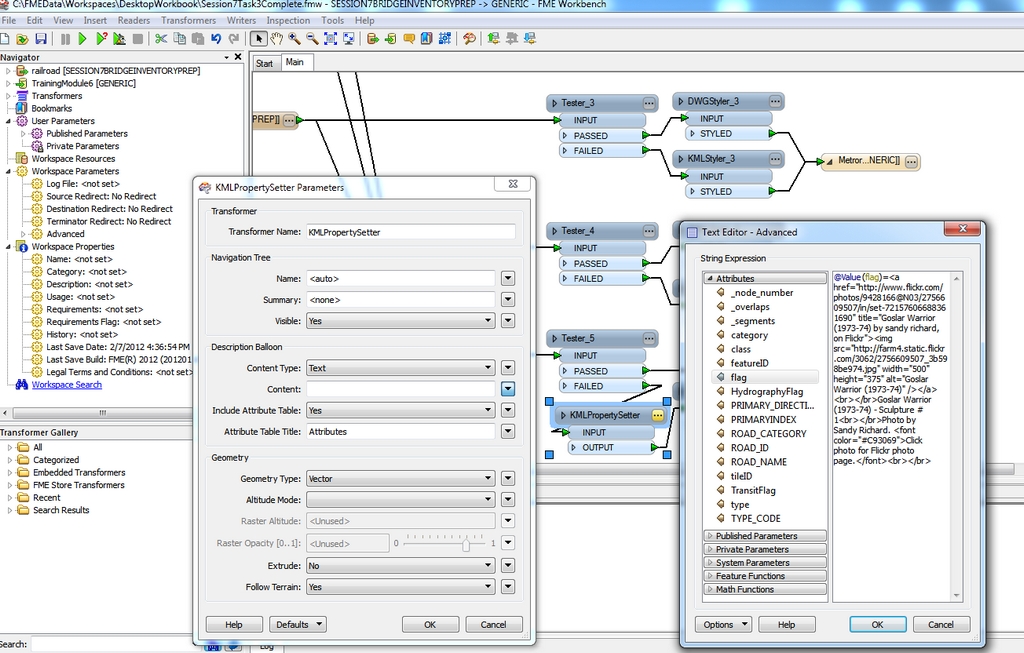 C:\FMEData\Workspaces\DesktopWorkbook\Session7Task3Complete.fmw - SESSION7BRIDGEINVENTORYPREP -> GENERIC - FME Workbench
File Edit View Insert Readers Transformers Writers Inspection Tools Help
Navigator
railroad [SESSION7BRIDGEINVENTORYPREP]
TrainingModule6 [GENERIC]
Transformers
Bookmarks
User Parameters
Published Parameters
Private Parameters
Workspace Resources
Workspace Parameters
Log File: <not set>
Source Redirect: No Redirect
Destination Redirect: No Redirect
Terminator Redirect: No Redirect
Advanced
Workspace Properties
Name: <not set>
Category: <not set>
Description: <not set>
Usage: <not set>
Requirements: <not set>
Requirements Flag: <not set>
History: <not set>
Last Save Date: 2/7/2012 4:36:54 PM
Last Save Build: FME(R) 2012 (201201
Legal Terms and Conditions: <not set>
Workspace Search
Transformer Gallery
All
Categorized
Embedded Transformers
FME Store Transformers
Recent
Search Results
Search:
Log
Start
Main
PREP]]
Tester_3
INPUT
PASSED
FAILED
DWGStyler_3
INPUT
STYLED
KMLStyler_3
INPUT
STYLED
Metror...NERIC]]
Tester_4
INPUT
PASSED
FAILED
Tester_5
INPUT
PASSED
FAILED
KMLPropertySetter
INPUT
OUTPUT
KMLPropertySetter Parameters
Transformer
Transformer Name: KMLPropertySetter
Navigation Tree
Name: <auto>
Summary: <none>
Visible: Yes
Description Balloon
Content Type: Text
Content:
Include Attribute Table: Yes
Attribute Table Title: Attributes
Geometry
Geometry Type: Vector
Altitude Mode:
Raster Altitude: <Unused>
Raster Opacity [0..1]: <Unused> 0 1
Extrude: No
Follow Terrain: Yes
Help Defaults OK Cancel
Text Editor - Advanced
String Expression
Attributes
_node_number
_overlaps
_segments
category
class
featureID
flag
HydrographyFlag
PRIMARY_DIRECTI...
PRIMARYINDEX
ROAD_CATEGORY
ROAD_ID
ROAD_NAME
tileID
TransitFlag
type
TYPE_CODE
Published Parameters
Private Parameters
System Parameters
Feature Functions
Math Functions
@Value(flag)=<a
href="http://www.flickr.com/
photos/9428166@N03/27566
09507/in/set-7215760668836
1690" title="Goslar Warrior
(1973-74) by sandy richard,
on Flickr"><img
src="http://farm4.static.flickr
.com/3062/2756609507_3b59
8be974.jpg" width="500"
height="375" alt="Goslar
Warrior (1973-74)" /></a>
<br></br>Goslar Warrior
(1973-74) - Sculpture #
1<br></br>Photo by
Sandy Richard. <font
color="#C93069">Click
photo for Flickr photo
page.</font><br></br>
Options Help OK Cancel